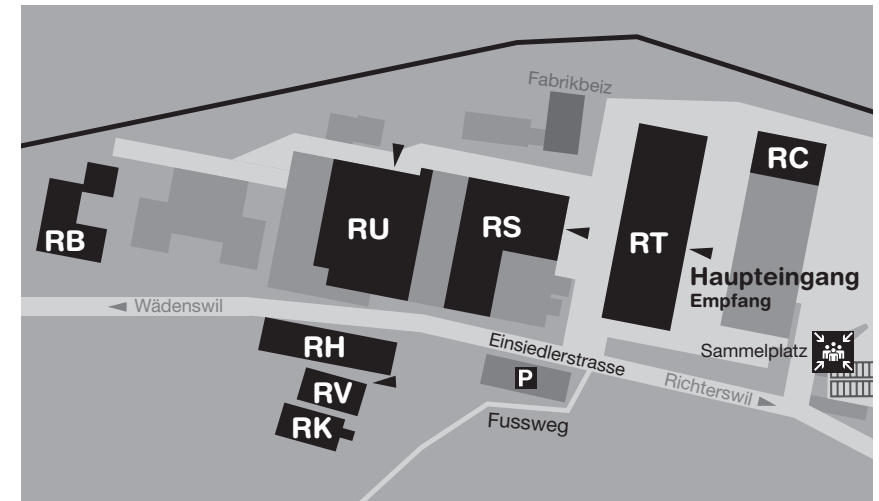 Fabrikbeiz
RC
RB
RU
RS
RT
Haupteingang
Empfang
Wädenswil
RH
Einsiedlerstrasse
Sammelplatz
RV
P
Richterswil
RK
Fussweg